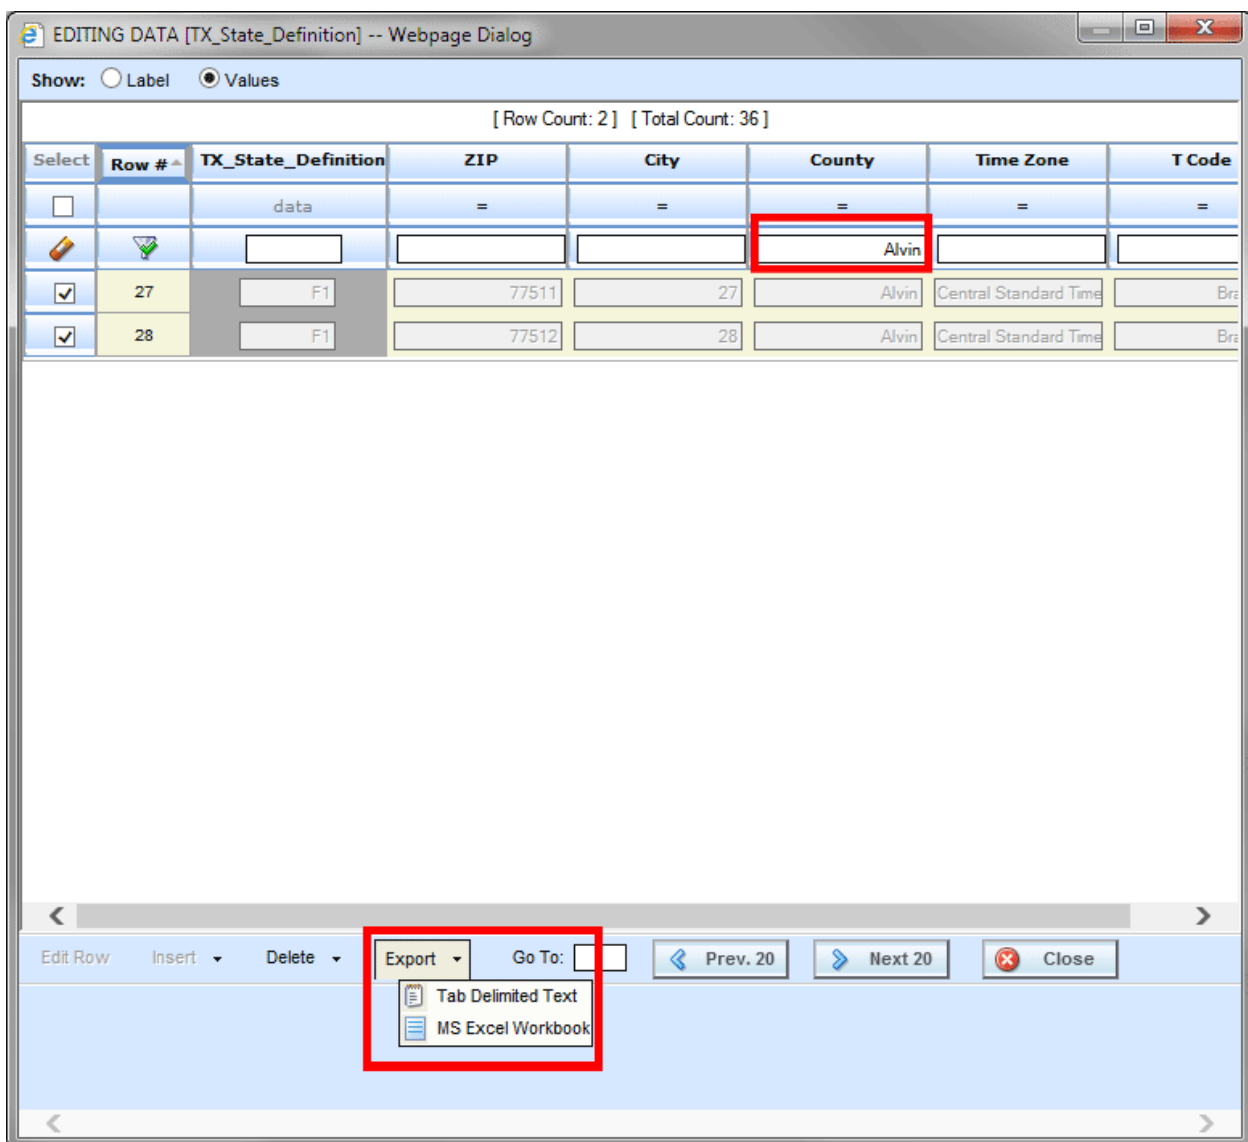 EDITING DATA [TX_State_Definition] -- Webpage Dialog
Show: Label Values
[ Row Count: 2 ] [ Total Count: 36 ]
Select Row # TX_State_Definition ZIP City County Time Zone T Code
data = = = = =
Alvin
27 F1 77511 27 Alvin Central Standard Time Bra
28 F1 77512 28 Alvin Central Standard Time Bra
Edit Row Insert Delete Export Go To: Prev. 20 Next 20 Close
Tab Delimited Text
MS Excel Workbook